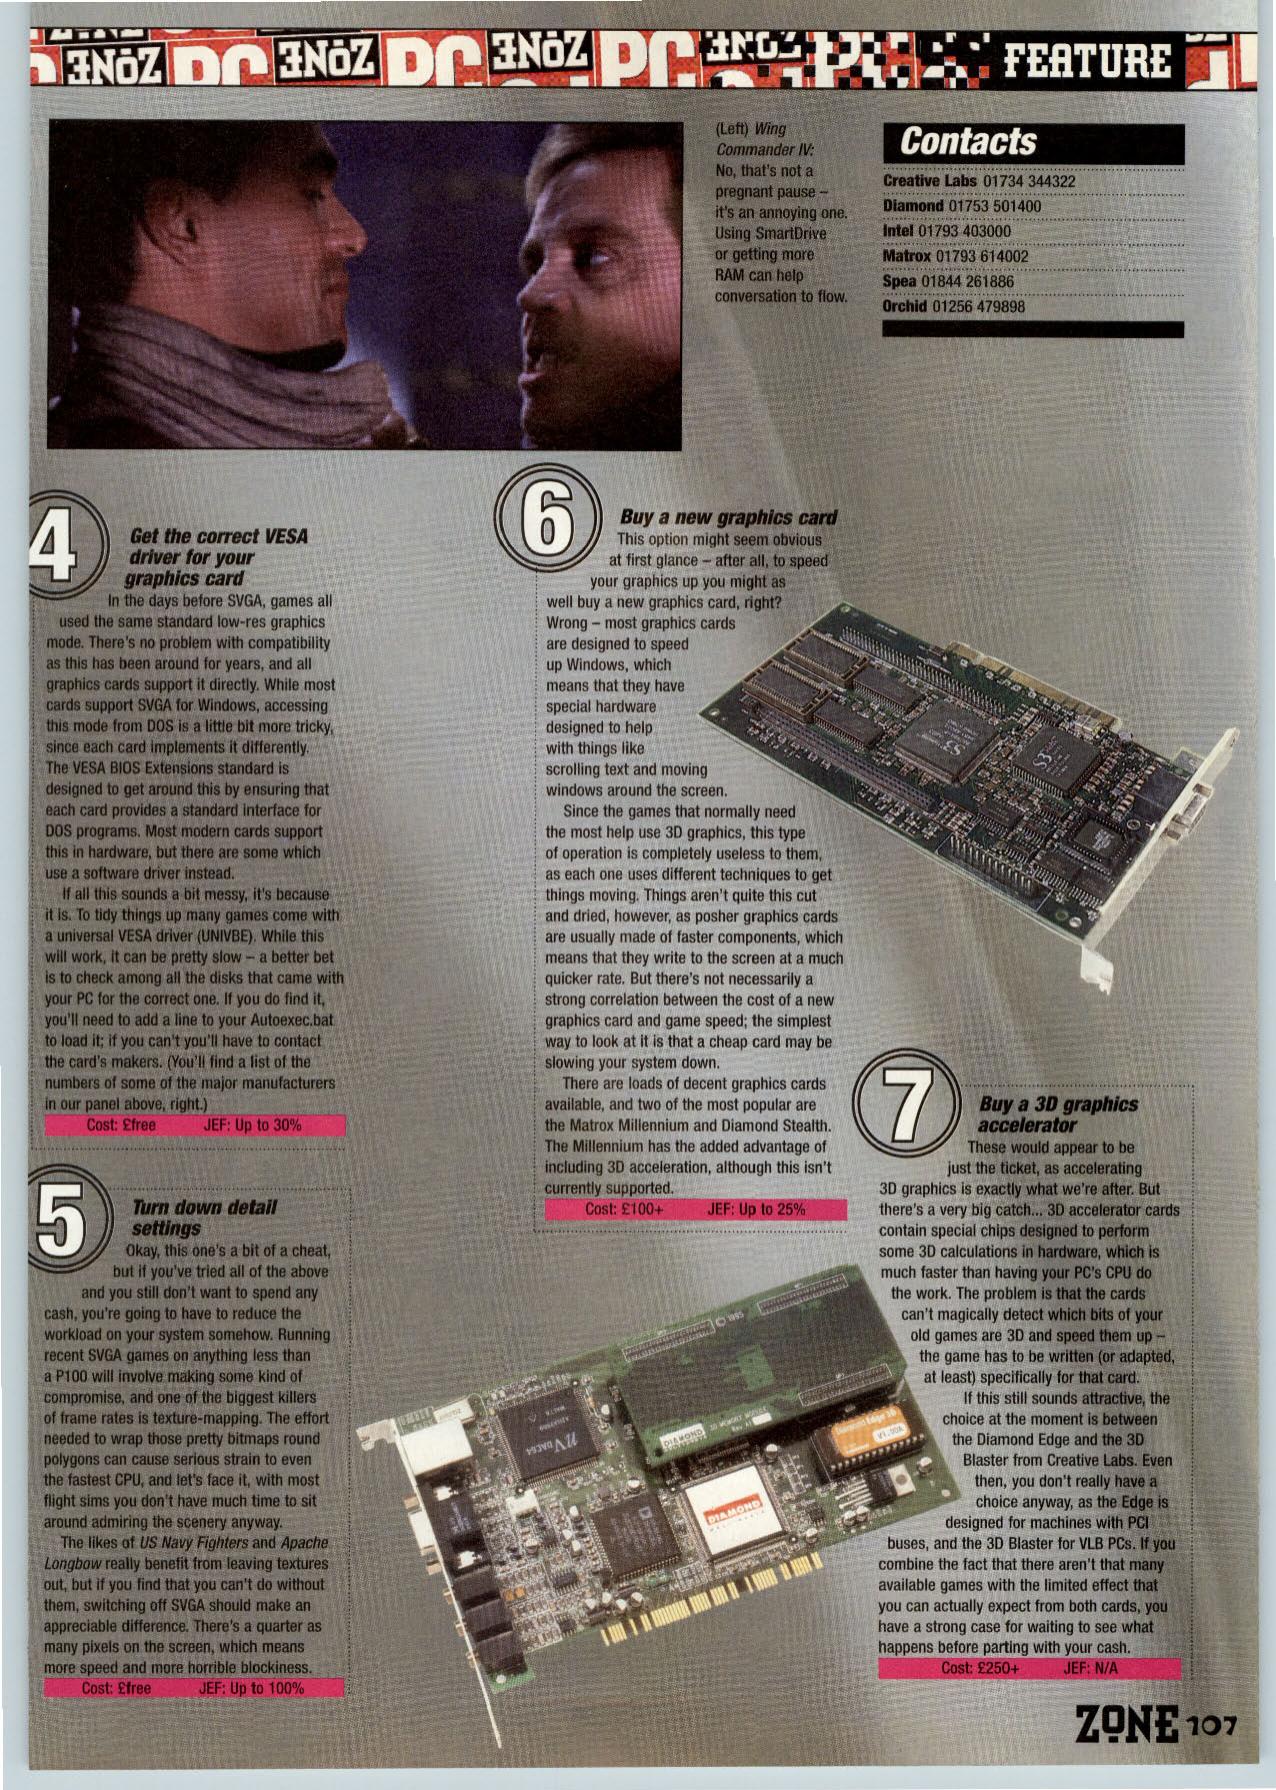 ZONE
PC
ZONE
PC
ZONE
PC
ZONE
PC
FEATURE
(Left) Wing
Commander IV:
No, that's not a
pregnant pause –
it's an annoying one.
Using SmartDrive
or getting more
RAM can help
conversation to flow.
Contacts
Creative Labs 01734 344322
Diamond 01753 501400
Intel 01793 403000
Matrox 01793 614002
Spea 01844 261886
Orchid 01256 479898
4
Get the correct VESA
driver for your
graphics card
In the days before SVGA, games all
used the same standard low-res graphics
mode. There's no problem with compatibility
as this has been around for years, and all
graphics cards support it directly. While most
cards support SVGA for Windows, accessing
this mode from DOS is a little bit more tricky,
since each card implements it differently.
The VESA BIOS Extensions standard is
designed to get around this by ensuring that
each card provides a standard interface for
DOS programs. Most modern cards support
this in hardware, but there are some which
use a software driver instead.
If all this sounds a bit messy, it's because
it is. To tidy things up many games come with
a universal VESA driver (UNIVBE). While this
will work, it can be pretty slow – a better bet
is to check among all the disks that came with
your PC for the correct one. If you do find it,
you'll need to add a line to your Autoexec.bat
to load it; if you can't you'll have to contact
the card's makers. (You'll find a list of the
numbers of some of the major manufacturers
in our panel above, right.)
Cost: £free JEF: Up to 30%
5
Turn down detail
settings
Okay, this one's a bit of a cheat,
but if you've tried all of the above
and you still don't want to spend any
cash, you're going to have to reduce the
workload on your system somehow. Running
recent SVGA games on anything less than
a P100 will involve making some kind of
compromise, and one of the biggest killers
of frame rates is texture-mapping. The effort
needed to wrap those pretty bitmaps round
polygons can cause serious strain to even
the fastest CPU, and let's face it, with most
flight sims you don't have much time to sit
around admiring the scenery anyway.
The likes of US Navy Fighters and Apache
Longbow really benefit from leaving textures
out, but if you find that you can't do without
them, switching off SVGA should make an
appreciable difference. There's a quarter as
many pixels on the screen, which means
more speed and more horrible blockiness.
Cost: £free JEF: Up to 100%
6
Buy a new graphics card
This option might seem obvious
at first glance – after all, to speed
your graphics up you might as
well buy a new graphics card, right?
Wrong – most graphics cards
are designed to speed
up Windows, which
means that they have
special hardware
designed to help
with things like
scrolling text and moving
windows around the screen.
Since the games that normally need
the most help use 3D graphics, this type
of operation is completely useless to them,
as each one uses different techniques to get
things moving. Things aren't quite this cut
and dried, however, as posher graphics cards
are usually made of faster components, which
means that they write to the screen at a much
quicker rate. But there's not necessarily a
strong correlation between the cost of a new
graphics card and game speed; the simplest
way to look at it is that a cheap card may be
slowing your system down.
There are loads of decent graphics cards
available, and two of the most popular are
the Matrox Millennium and Diamond Stealth.
The Millennium has the added advantage of
including 3D acceleration, although this isn't
currently supported.
Cost: £100+ JEF: Up to 25%
S3
S3
7
Buy a 3D graphics
accelerator
These would appear to be
just the ticket, as accelerating
3D graphics is exactly what we're after. But
there's a very big catch... 3D accelerator cards
contain special chips designed to perform
some 3D calculations in hardware, which is
much faster than having your PC's CPU do
the work. The problem is that the cards
can't magically detect which bits of your
old games are 3D and speed them up –
the game has to be written (or adapted,
at least) specifically for that card.
If this still sounds attractive, the
choice at the moment is between
the Diamond Edge and the 3D
Blaster from Creative Labs. Even
then, you don't really have a
choice anyway, as the Edge is
designed for machines with PCI
buses, and the 3D Blaster for VLB PCs. If you
combine the fact that there aren't that many
available games with the limited effect that
you can actually expect from both cards, you
have a strong case for waiting to see what
happens before parting with your cash.
Cost: £250+ JEF: N/A
DAC64
DIAMOND
Diamond Edge 3D
V1.00A
DIAMOND
ZONE 107